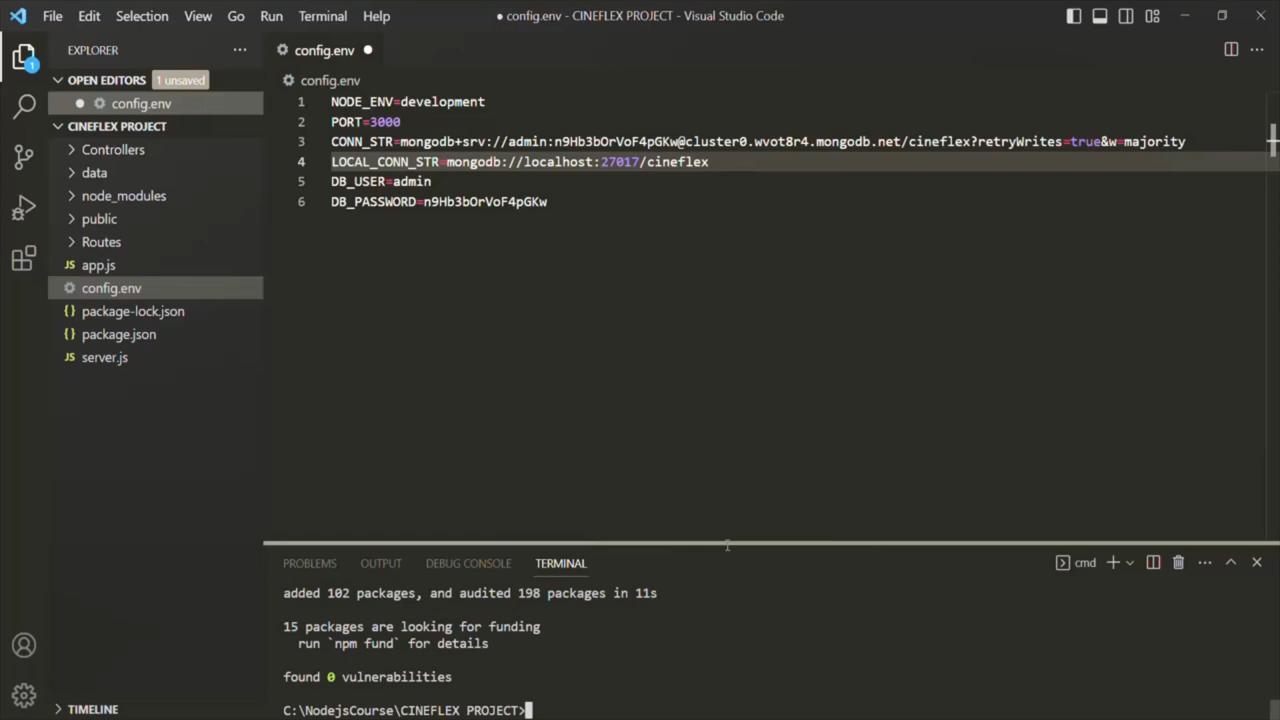 File Edit Selection View Go Run Terminal Help
● config.env - CINEFLEX PROJECT - Visual Studio Code
EXPLORER
OPEN EDITORS 1 unsaved
config.env
CINEFLEX PROJECT
Controllers
data
node_modules
public
Routes
JS app.js
config.env
{} package-lock.json
{} package.json
JS server.js
TIMELINE
1
config.env
config.env
1 NODE_ENV=development
2 PORT=3000
3 CONN_STR=mongodb+srv://admin:n9Hb3bOrVoF4pGKw@cluster0.wvot8r4.mongodb.net/cineflex?retryWrites=true&w=majority
4 LOCAL_CONN_STR=mongodb://localhost:27017/cineflex
5 DB_USER=admin
6 DB_PASSWORD=n9Hb3bOrVoF4pGKw
PROBLEMS OUTPUT DEBUG CONSOLE TERMINAL
cmd
added 102 packages, and audited 198 packages in 11s
15 packages are looking for funding
run `npm fund` for details
found 0 vulnerabilities
C:\NodejsCourse\CINEFLEX PROJECT>